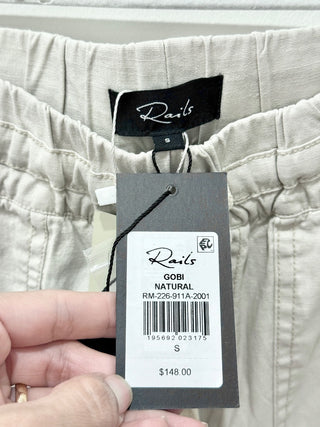 Rails
S
Rails
GOBI
NATURAL
RM-226-911A-2001
195692 023175
S
$148.00